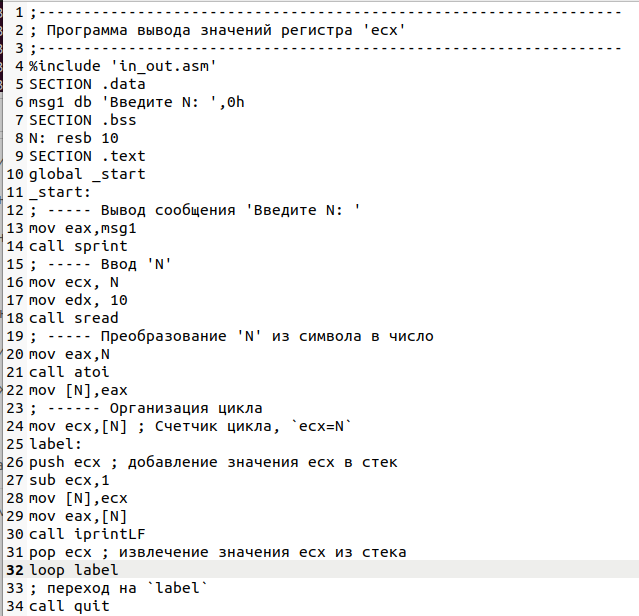 1 ;-----------------------------------------------------------------
2 ; Программа вывода значений регистра 'ecx'
3 ;-----------------------------------------------------------------
4 %include 'in_out.asm'
5 SECTION .data
6 msg1 db 'Введите N: ',0h
7 SECTION .bss
8 N: resb 10
9 SECTION .text
10 global _start
11 _start:
12 ; ----- Вывод сообщения 'Введите N: '
13 mov eax,msg1
14 call sprint
15 ; ----- Ввод 'N'
16 mov ecx, N
17 mov edx, 10
18 call sread
19 ; ----- Преобразование 'N' из символа в число
20 mov eax,N
21 call atoi
22 mov [N],eax
23 ; ------ Организация цикла
24 mov ecx,[N] ; Счетчик цикла, `ecx=N`
25 label:
26 push ecx ; добавление значения ecx в стек
27 sub ecx,1
28 mov [N],ecx
29 mov eax,[N]
30 call iprintLF
31 pop ecx ; извлечение значения ecx из стека
32 loop label
33 ; переход на `label`
34 call quit